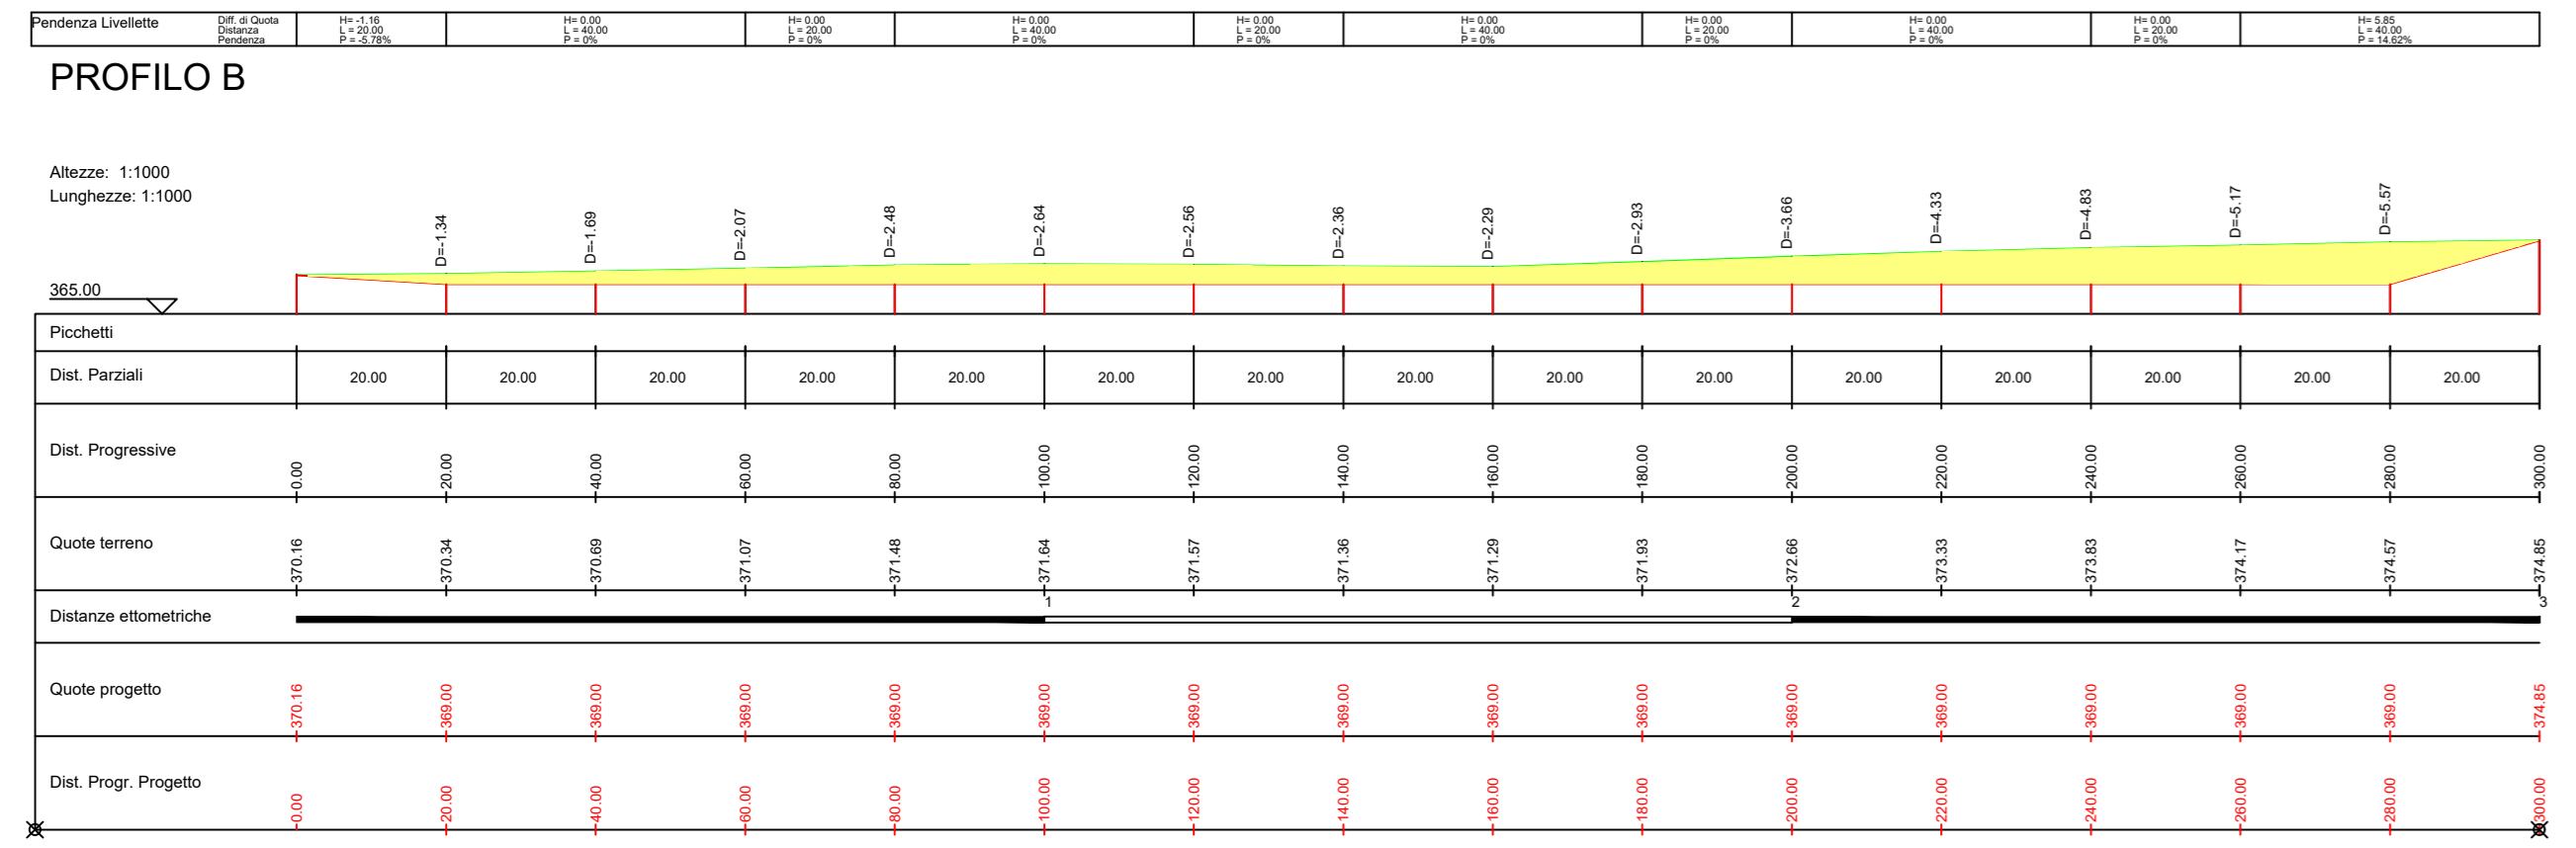 Pendenza Livellette
Diff. di Quota
Distanza
Pendenza
H= -1.16
L = 20.00
P = -5.78%
H= 0.00
L = 40.00
P = 0%
H= 0.00
L = 20.00
P = 0%
H= 0.00
L = 40.00
P = 0%
H= 0.00
L = 20.00
P = 0%
H= 0.00
L = 40.00
P = 0%
H= 0.00
L = 20.00
P = 0%
H= 0.00
L = 40.00
P = 0%
H= 0.00
L = 20.00
P = 0%
H= 5.85
L = 40.00
P = 14.62%
PROFILO B
Altezze: 1:1000
Lunghezze: 1:1000
D=-1.34
D=-1.69
D=-2.07
D=-2.48
D=-2.64
D=-2.56
D=-2.36
D=-2.29
D=-2.93
D=-3.66
D=-4.33
D=-4.83
D=-5.17
D=-5.57
365.00
Picchetti
Dist. Parziali
20.00 20.00 20.00 20.00 20.00 20.00 20.00 20.00 20.00 20.00 20.00 20.00 20.00 20.00 20.00
Dist. Progressive
0.00
20.00
40.00
60.00
80.00
100.00
120.00
140.00
160.00
180.00
200.00
220.00
240.00
260.00
280.00
300.00
Quote terreno
370.16
370.34
370.69
371.07
371.48
371.64
371.57
371.36
371.29
371.93
372.66
373.33
373.83
374.17
374.57
374.85
Distanze ettometriche
1
2
3
Quote progetto
370.16
369.00
369.00
369.00
369.00
369.00
369.00
369.00
369.00
369.00
369.00
369.00
369.00
369.00
369.00
374.85
Dist. Progr. Progetto
0.00
20.00
40.00
60.00
80.00
100.00
120.00
140.00
160.00
180.00
200.00
220.00
240.00
260.00
280.00
300.00